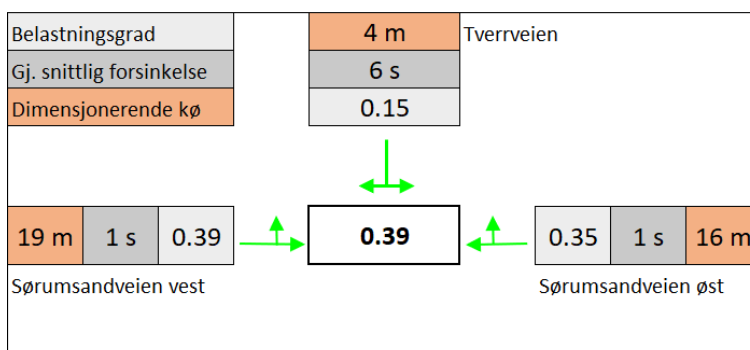 Belastningsgrad
Gj. snittlig forsinkelse
Dimensjonerende kø
4 m Tverrveien
6 s
0.15
19 m 1 s 0.39
0.39
0.35 1 s 16 m
Sørumsandveien vest
Sørumsandveien øst